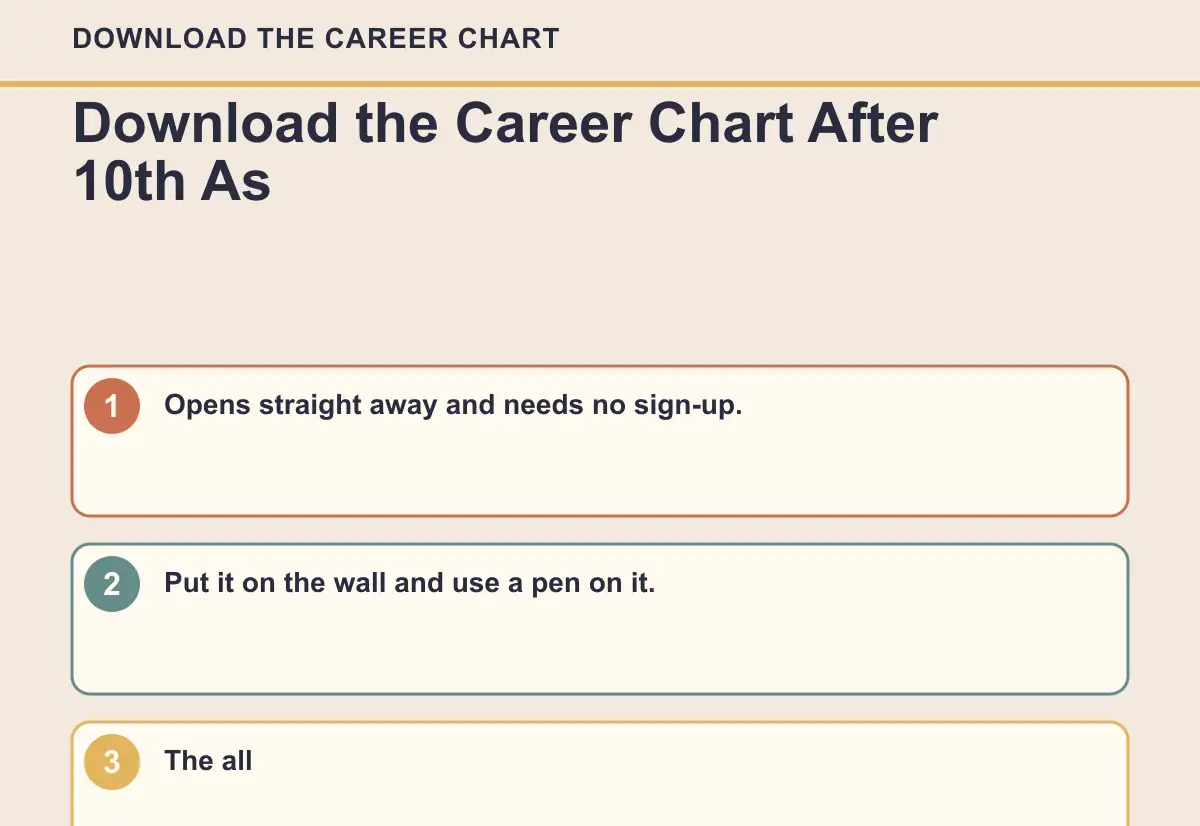 DOWNLOAD THE CAREER CHART
Download the Career Chart After
10th As
1
Opens straight away and needs no sign-up.
2
Put it on the wall and use a pen on it.
3
The all